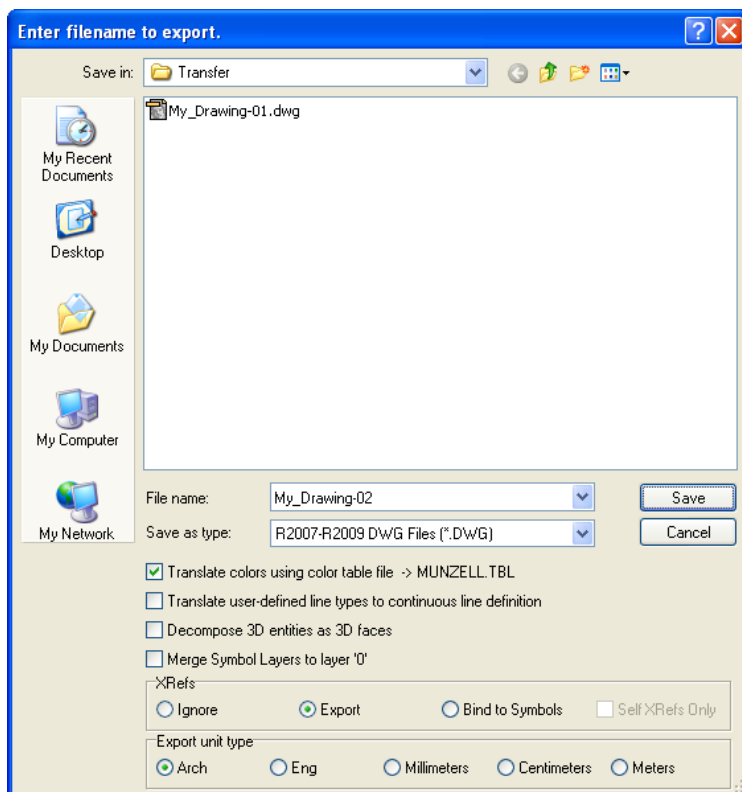 Enter filename to export.
Save in: Transfer
My_Drawing-01.dwg
My Recent
Documents
Desktop
My Documents
My Computer
My Network
File name: My_Drawing-02 Save
Save as type: R2007-R2009 DWG Files (*.DWG) Cancel
Translate colors using color table file -> MUNZELL.TBL
Translate user-defined line types to continuous line definition
Decompose 3D entities as 3D faces
Merge Symbol Layers to layer '0'
XRefs
Ignore Export Bind to Symbols Self XRefs Only
Export unit type
Arch Eng Millimeters Centimeters Meters